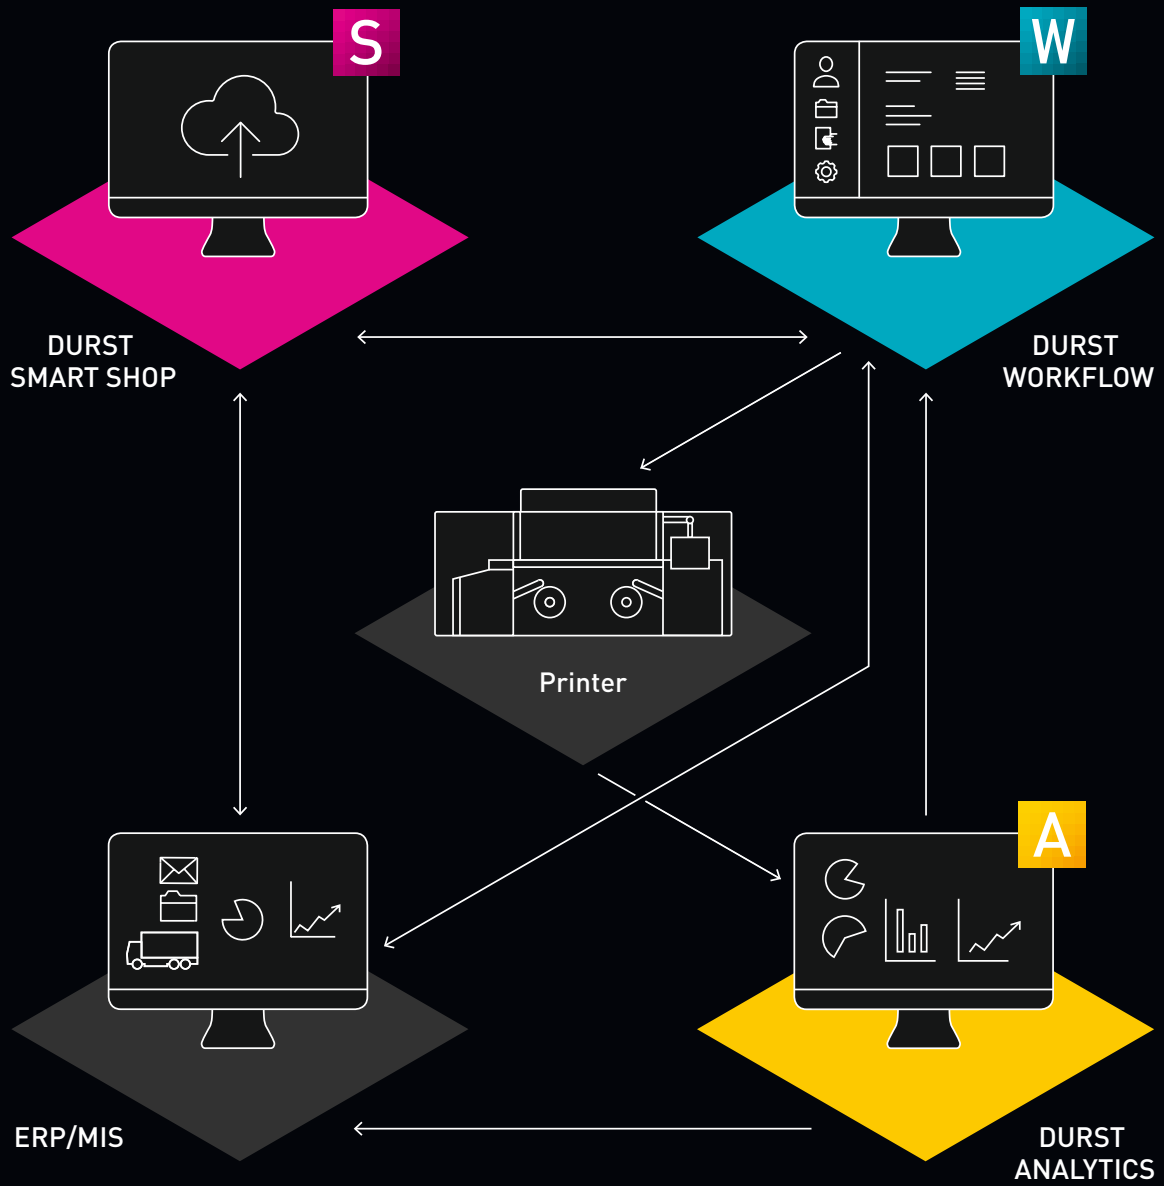 S
W
DURST
SMART SHOP
DURST
WORKFLOW
Printer
A
ERP/MIS
DURST
ANALYTICS